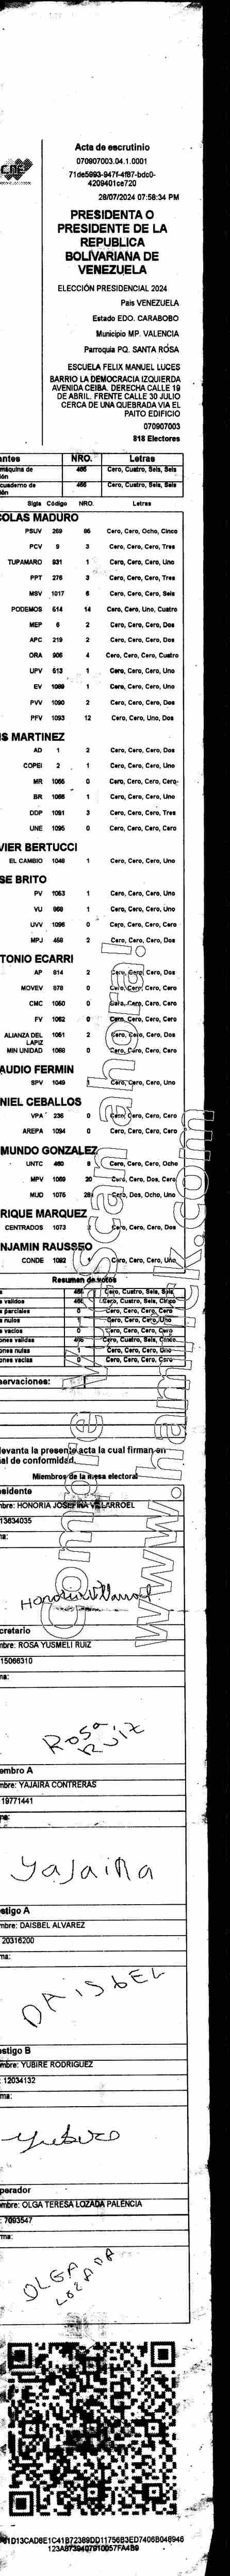 CNE
Acta de escrutinio
070907003.04.1.0001
71de5693-947f-4f87-bdc0-
4209401ce720
28/07/2024 07:58:34 PM
PRESIDENTA O
PRESIDENTE DE LA
REPUBLICA
BOLIVARIANA DE
VENEZUELA
ELECCIÓN PRESIDENCIAL 2024
Pais VENEZUELA
Estado EDO. CARABOBO
Municipio MP. VALENCIA
Parroquia PQ. SANTA RÓSA
ESCUELA FELIX MANUEL LUCES
BARRIO LA DEMOCRACIA IZQUIERDA
AVENIDA CEIBA. DERECHA CALLE 19
DE ABRIL. FRENTE CALLE 30 JULIO
CERCA DE UNA QUEBRADA VIA EL
PAITO EDIFICIO
070907003
818 Electores
antes NRO. Letras
máquina de 466 Cero, Cuatro, Seis, Seis
ión
cuaderno de 466 Cero, Cuatro, Seis, Seis
ión
Sigla Código NRO. Letras
COLAS MADURO
PSUV 269 85 Cero, Cero, Ocho, Cinco
PCV 9 3 Cero, Cero, Cero, Tres
TUPAMARO 931 1 Cero, Cero, Cero, Uno
PPT 276 3 Cero, Cero, Cero, Tres
MSV 1017 6 Cero, Cero, Cero, Seis
PODEMOS 614 14 Cero, Cero, Uno, Cuatro
MEP 6 2 Cero, Cero, Cero, Dos
APC 219 2 Cero, Cero, Cero, Dos
ORA 906 4 Cero, Cero, Cero, Cuatro
UPV 613 1 Cero, Cero, Cero, Uno
EV 1089 1 Cero, Cero, Cero, Uno
PVV 1090 2 Cero, Cero, Cero, Dos
PFV 1093 12 Cero, Cero, Uno, Dos
IS MARTINEZ
AD 1 2 Cero, Cero, Cero, Dos
COPEI 2 1 Cero, Cero, Cero, Uno
MR 1065 0 Cero, Cero, Cero, Cero
BR 1066 1 Cero, Cero, Cero, Uno
DDP 1091 3 Cero, Cero, Cero, Tres
UNE 1095 0 Cero, Cero, Cero, Cero
VIER BERTUCCI
EL CAMBIO 1048 1 Cero, Cero, Cero, Uno
SE BRITO
PV 1063 1 Cero, Cero, Cero, Uno
VU 969 1 Cero, Cero, Cero, Uno
UVV 1096 0 Cero, Cero, Cero, Cero
MPJ 458 2 Cero, Cero, Cero, Dos
TONIO ECARRI
AP 814 2 Cero, Cero, Cero, Dos
MOVEV 978 0 Cero, Cero, Cero, Cero
CMC 1050 0 Cero, Cero, Cero, Cero
FV 1062 0 Cero, Cero, Cero, Cero
ALIANZA DEL 1051 2 Cero, Cero, Cero, Dos
LAPIZ
MIN UNIDAD 1068 0 Cero, Cero, Cero, Cero
AUDIO FERMIN
SPV 1049 1 Cero, Cero, Cero, Uno
NIEL CEBALLOS
VPA 236 0 Cero, Cero, Cero, Cero
AREPA 1094 0 Cero, Cero, Cero, Cero
MUNDO GONZALEZ
UNTC 8 Cero, Cero, Cero, Ocho
MPV 1069 20 Cero, Cero, Dos, Cero
MUD 1075 281 Cero, Dos, Ocho, Uno
RIQUE MARQUEZ
CENTRADOS 1073 2 Cero, Cero, Cero, Dos
NJAMIN RAUSSEO
CONDE 1092 1 Cero, Cero, Cero, Uno
Resumen de votos
s 466 Cero, Cuatro, Seis, Seis
s validos 465 Cero, Cuatro, Seis, Cinco
s parciales 0 Cero, Cero, Cero, Cero
s nulos 1 Cero, Cero, Cero, Uno
s vacios 0 Cero, Cero, Cero, Cero
ones validas 465 Cero, Cuatro, Seis, Cinco
ones nulas 1 Cero, Cero, Cero, Uno
ones vacias 0 Cero, Cero, Cero, Cero
servaciones:
levanta la presente acta la cual firman en
al de conformidad.
Miembros de la mesa electoral
esidente
mbre: HONORIA JOSEFINA VILLARROEL
13634035
ma:
Honoria Villarroel
cretario
mbre: ROSA YUSMELI RUIZ
15066310
ma:
Rosa
Ruiz
embro A
mbre: YAJAIRA CONTRERAS
19771441
ma:
Yajaira
stigo A
mbre: DAISBEL ALVAREZ
20316200
ma:
DAISBEL
stigo B
mbre: YUBIRE RODRIGUEZ
: 12034132
ma:
Yubire
perador
mbre: OLGA TERESA LOZADA PALENCIA
: 7093547
rma:
OLGA
Lozada
Compre VueScan ahora!
www.hamrick.com